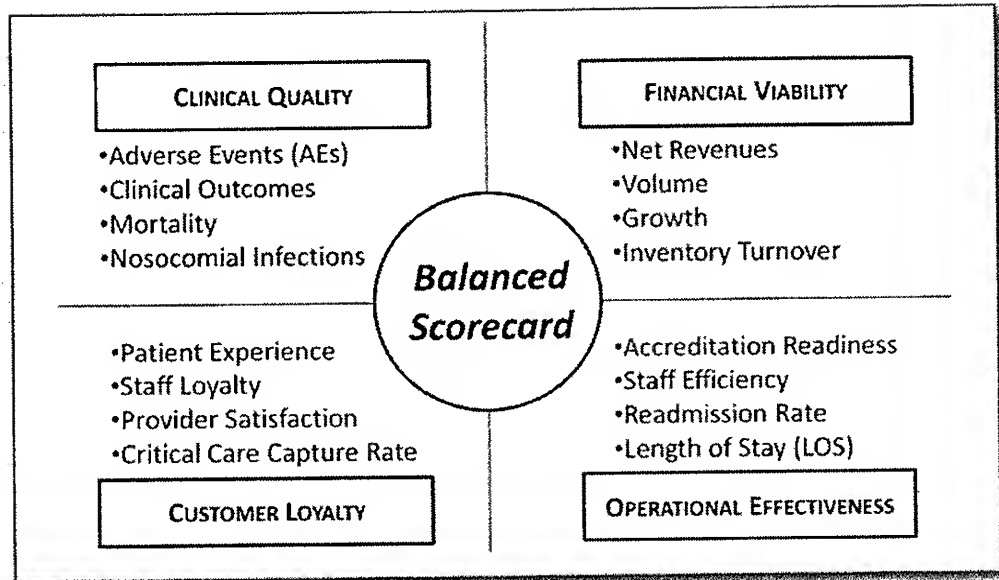 CLINICAL QUALITY
•Adverse Events (AEs)
•Clinical Outcomes
•Mortality
•Nosocomial Infections
FINANCIAL VIABILITY
•Net Revenues
•Volume
•Growth
•Inventory Turnover
Balanced
Scorecard
•Patient Experience
•Staff Loyalty
•Provider Satisfaction
•Critical Care Capture Rate
CUSTOMER LOYALTY
•Accreditation Readiness
•Staff Efficiency
•Readmission Rate
•Length of Stay (LOS)
OPERATIONAL EFFECTIVENESS